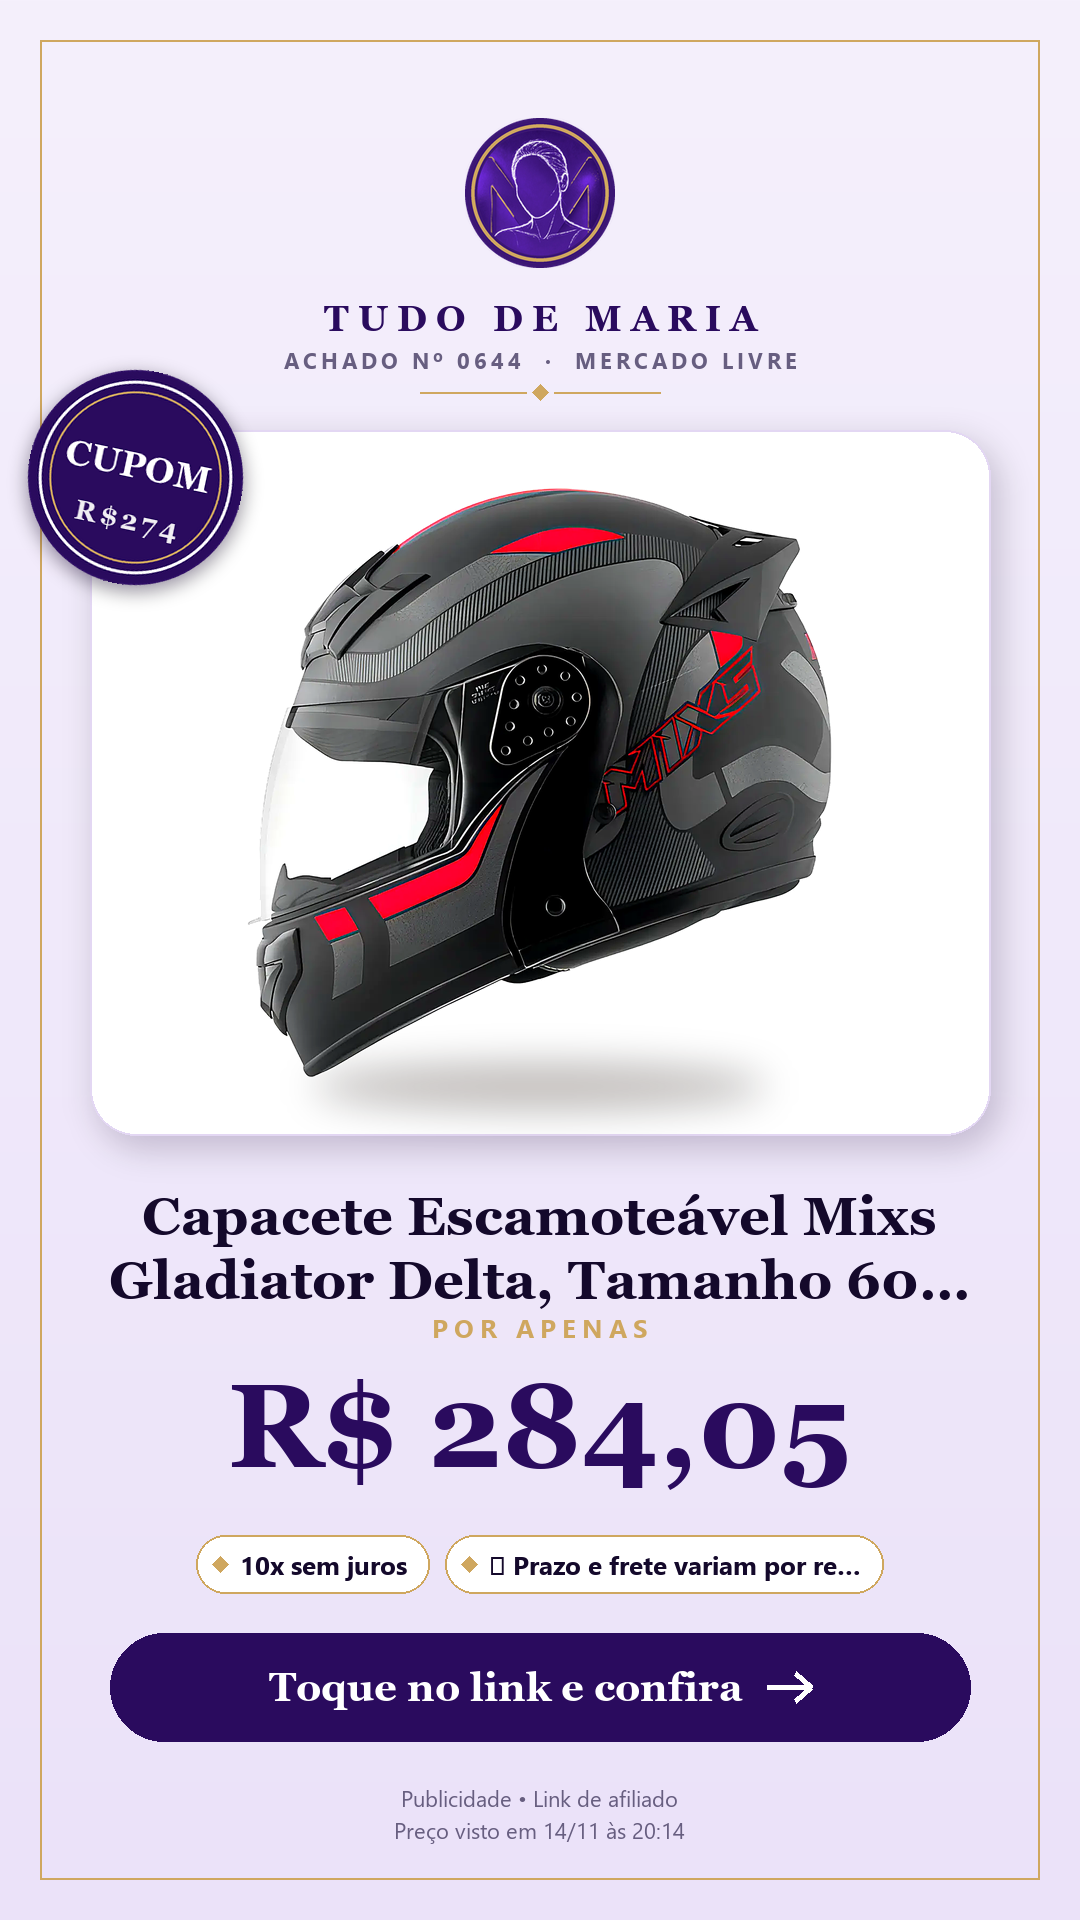 TUDO DE MARIA
ACHADO Nº 0644 · MERCADO LIVRE
CUPOM
R$274
MIXS
Capacete Escamoteável Mixs
Gladiator Delta, Tamanho 60...
POR APENAS
R$ 284,05
10x sem juros
Prazo e frete variam por re...
Toque no link e confira →
Publicidade • Link de afiliado
Preço visto em 14/11 às 20:14